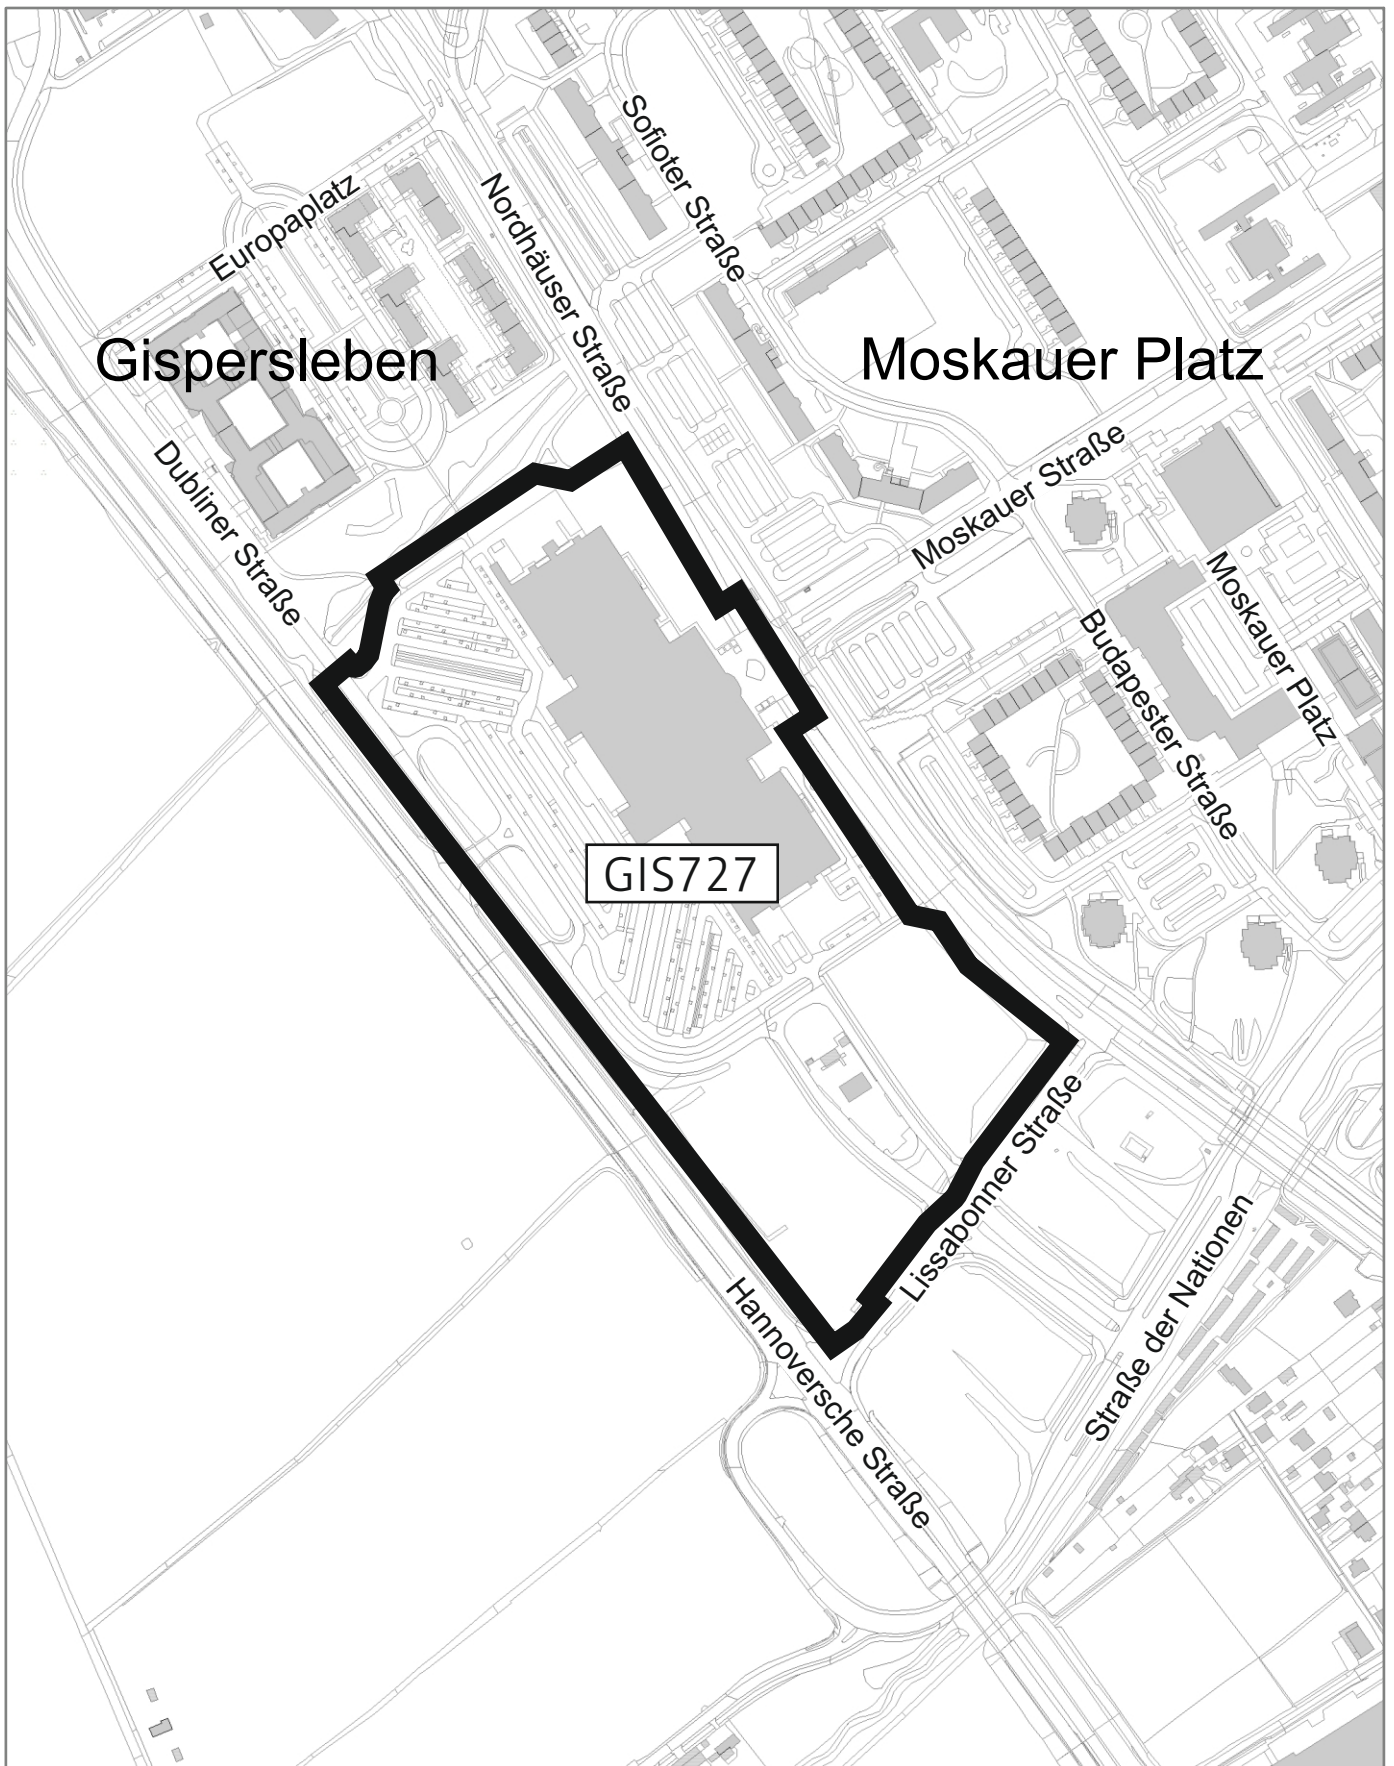 Sofioter Straße
Europaplatz
Nordhäuser Straße
Gispersleben
Moskauer Platz
Dubliner Straße
Moskauer Straße
Moskauer Platz
Budapester Straße
GIS727
Lissabonner Straße
Straße der Nationen
Hannoversche Straße